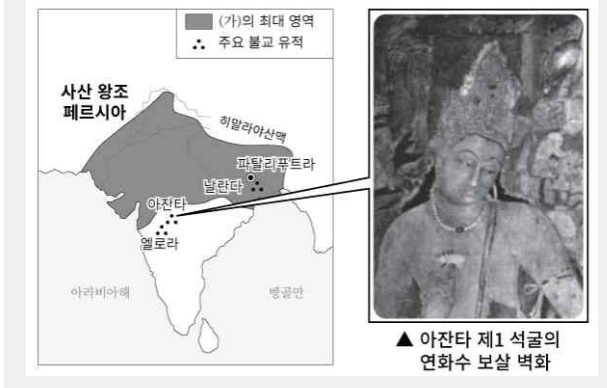 (가)의 최대 영역
주요 불교 유적
사산 왕조
페르시아
히말라야산맥
파탈리푸트라
날란다
아잔타
엘로라
아라비아해
벵골만
▲ 아잔타 제1 석굴의
연화수 보살 벽화